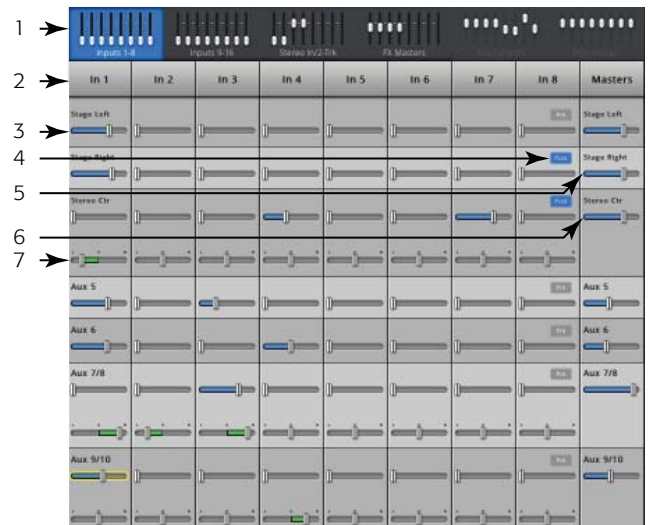 1
Inputs 1-8 Inputs 9-16 Stereo In/2-Trk FX Masters
2 In 1 In 2 In 3 In 4 In 5 In 6 In 7 In 8 Masters
Stage Left Pre Stage Left
3
4 Stage Right Post Stage Right
5
Stereo Ctr Post Stereo Ctr
6
7
Aux 5 Pre Aux 5
Aux 6 Pre Aux 6
Aux 7/8 Pre Aux 7/8
Aux 9/10 Pre Aux 9/10